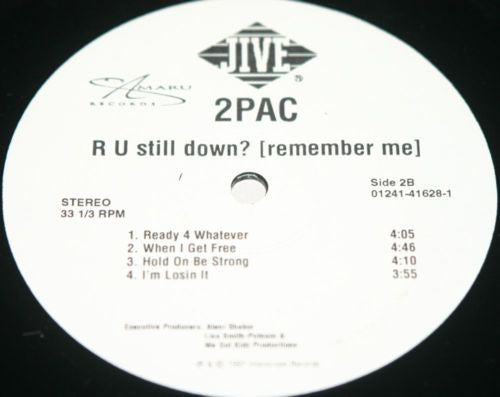 JIVE
®
AMARU
RECORDS
2PAC
R U still down? [remember me]
STEREO
33 1/3 RPM
Side 2B
01241-41628-1
1. Ready 4 Whatever 4:05
2. When I Get Free 4:46
3. Hold On Be Strong 4:10
4. I'm Losin It 3:55
Executive Producers:
Productions